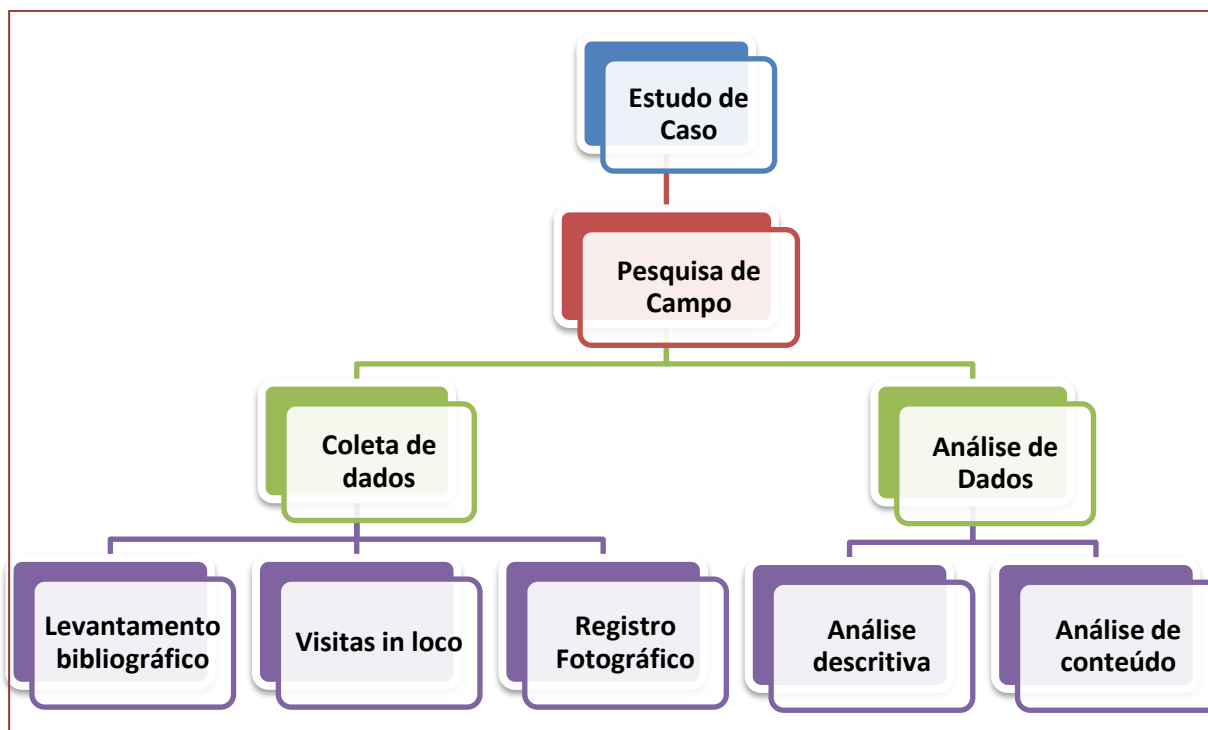 Estudo de
Caso
Pesquisa de
Campo
Coleta de
dados
Análise de
Dados
Levantamento
bibliográfico
Visitas in loco
Registro
Fotográfico
Análise
descritiva
Análise de
conteúdo